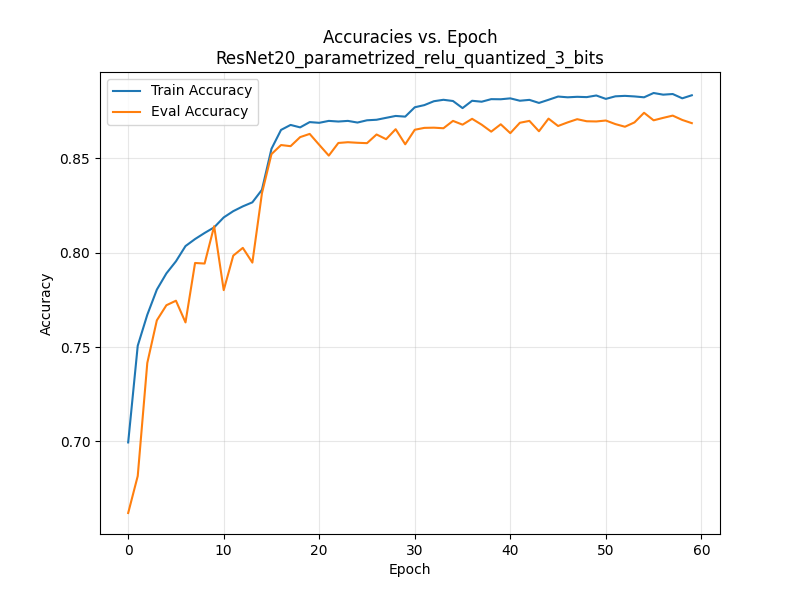 Accuracies vs. Epoch
ResNet20_parametrized_relu_quantized_3_bits
Train Accuracy
Eval Accuracy
0.85
0.80
0.75
0.70
Accuracy
0 10 20 30 40 50 60
Epoch